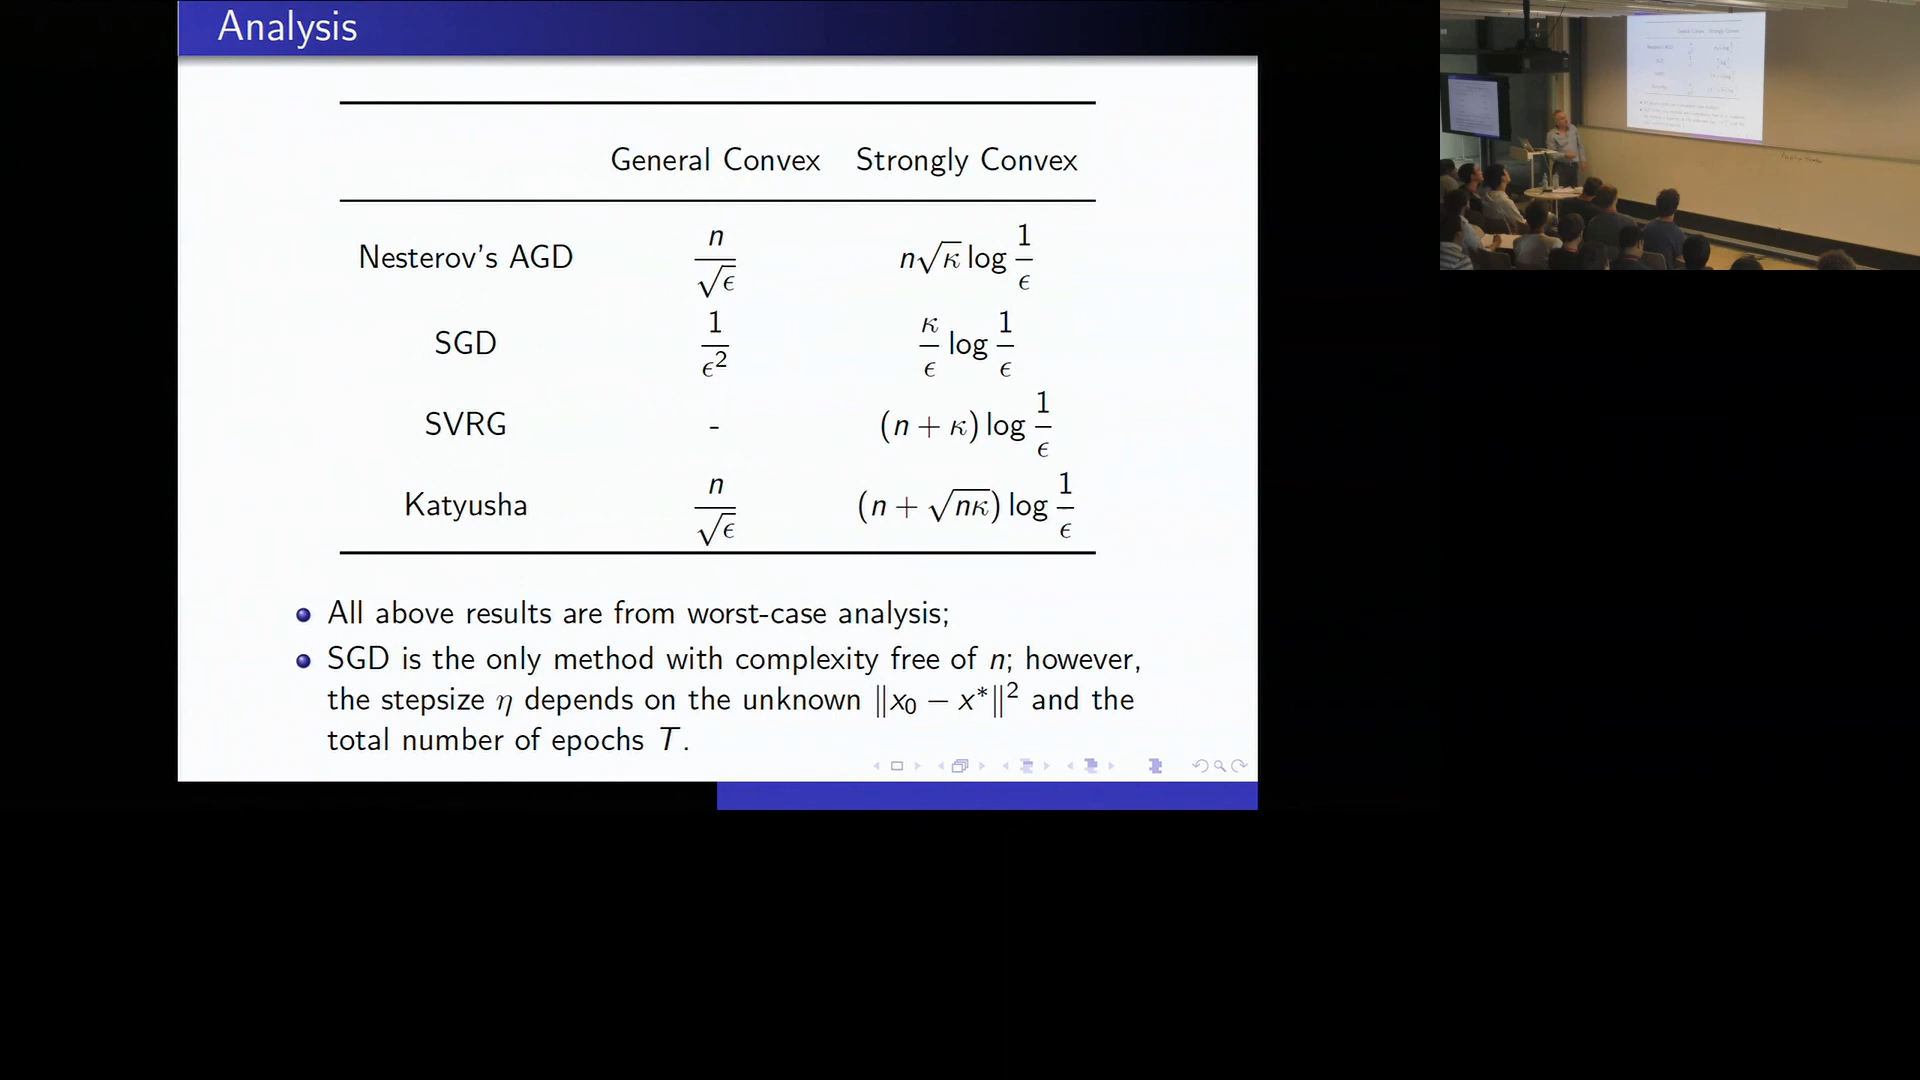 Analysis
General Convex Strongly Convex
Nesterov's AGD n/√ϵ n√κ log 1/ϵ
SGD 1/ϵ² κ/ϵ log 1/ϵ
SVRG - (n + κ) log 1/ϵ
Katyusha n/√ϵ (n + √nκ) log 1/ϵ
All above results are from worst-case analysis;
SGD is the only method with complexity free of n; however,
the stepsize η depends on the unknown ‖x₀ − x*‖² and the
total number of epochs T.